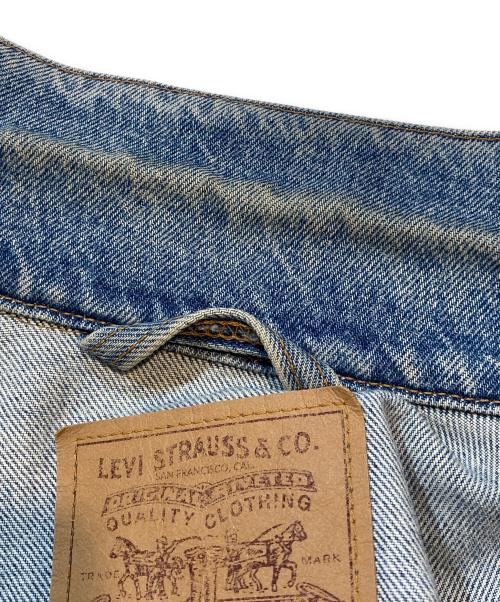 LEVI STRAUSS & CO.
SAN FRANCISCO, CAL.
ORIGINAL RIVETED
QUALITY CLOTHING
TRADE MARK